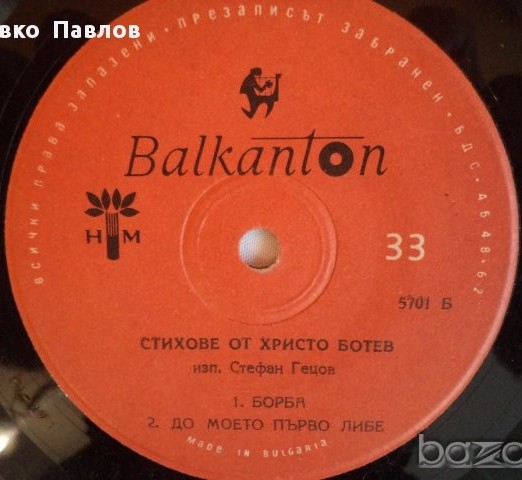 вко Павлов
ВСИЧКИ ПРАВА ЗАПАЗЕНИ · ПРЕЗАПИСЪТ ЗАБРАНЕН · БДС · 4648-62
Balkanton
НМ
33
5701 Б
СТИХОВЕ ОТ ХРИСТО БОТЕВ
изп. Стефан Гецов
1. БОРБА
2. ДО МОЕТО ПЪРВО ЛИБЕ
MADE IN BULGARIA
baza